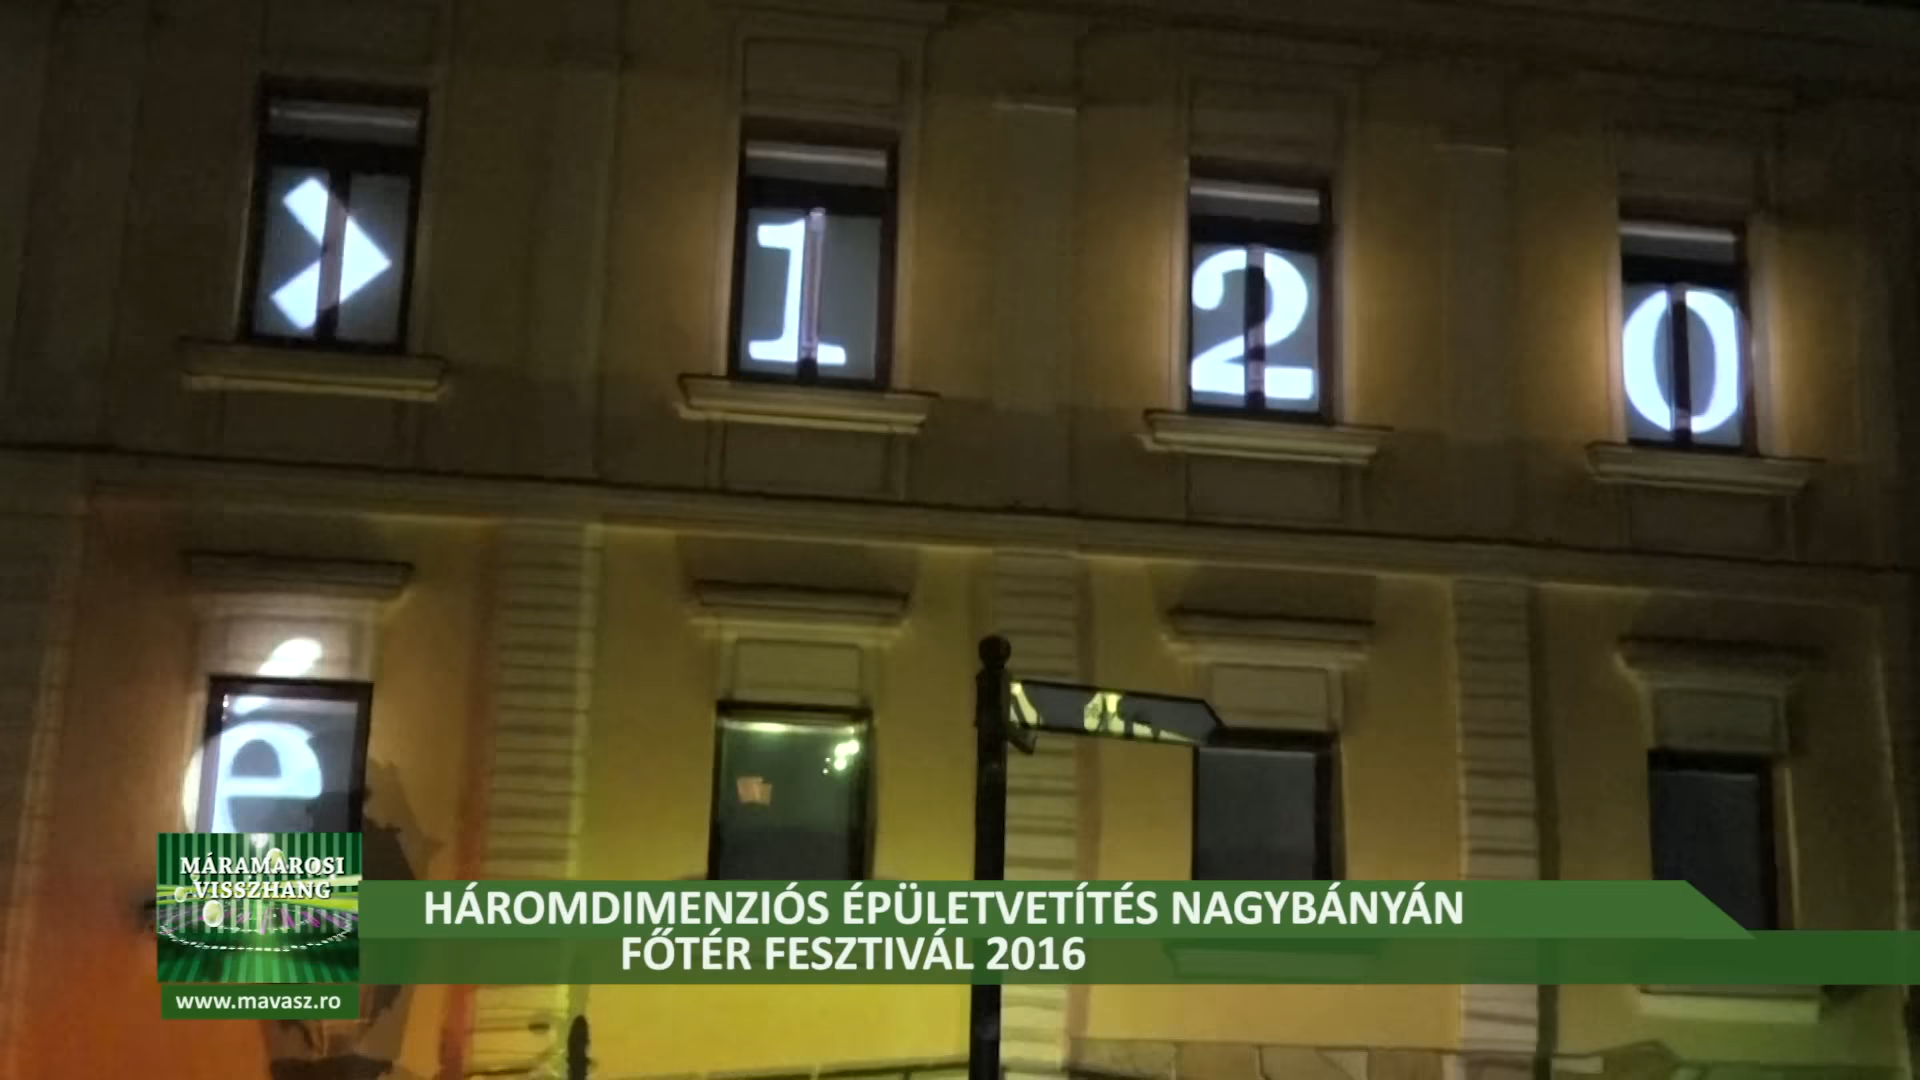 > 1 2 0
é
MÁRAMAROSI
VISSZHANG
www.mavasz.ro
HÁROMDIMENZIÓS ÉPÜLETVETÍTÉS NAGYBÁNYÁN
FŐTÉR FESZTIVÁL 2016